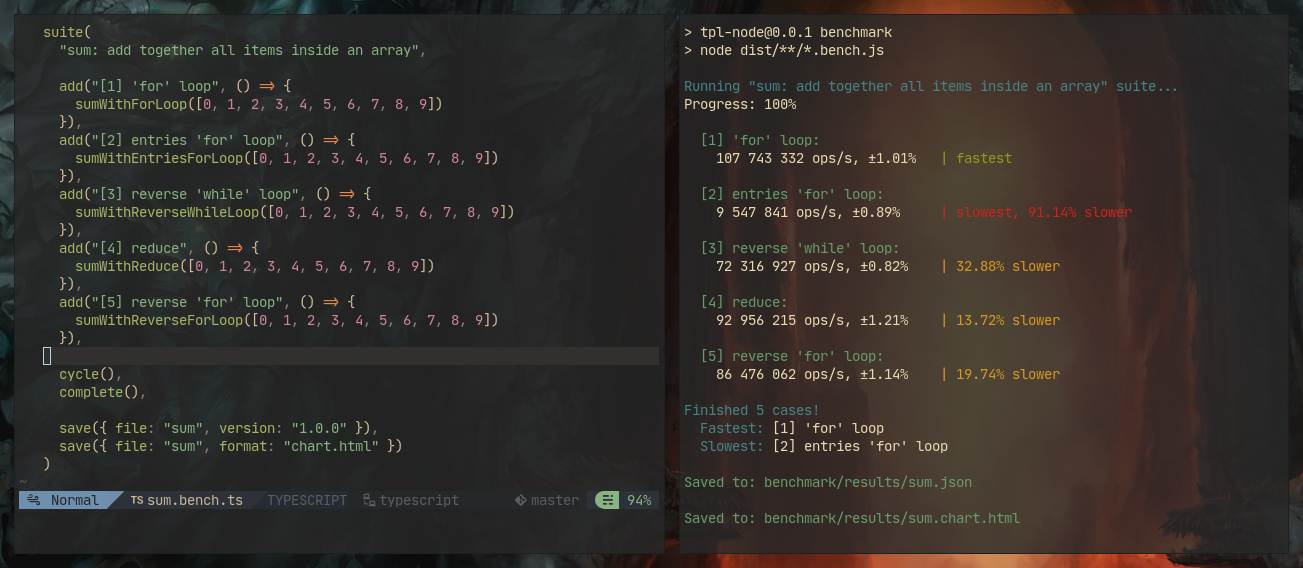 suite(
"sum: add together all items inside an array",
add("[1] 'for' loop", () => {
sumWithForLoop([0, 1, 2, 3, 4, 5, 6, 7, 8, 9])
}),
add("[2] entries 'for' loop", () => {
sumWithEntriesForLoop([0, 1, 2, 3, 4, 5, 6, 7, 8, 9])
}),
add("[3] reverse 'while' loop", () => {
sumWithReverseWhileLoop([0, 1, 2, 3, 4, 5, 6, 7, 8, 9])
}),
add("[4] reduce", () => {
sumWithReduce([0, 1, 2, 3, 4, 5, 6, 7, 8, 9])
}),
add("[5] reverse 'for' loop", () => {
sumWithReverseForLoop([0, 1, 2, 3, 4, 5, 6, 7, 8, 9])
}),
cycle(),
complete(),
save({ file: "sum", version: "1.0.0" }),
save({ file: "sum", format: "chart.html" })
)
~
Normal TS sum.bench.ts TYPESCRIPT typescript master 94%
> tpl-node@0.0.1 benchmark
> node dist/**/*.bench.js
Running "sum: add together all items inside an array" suite...
Progress: 100%
[1] 'for' loop:
107 743 332 ops/s, ±1.01% | fastest
[2] entries 'for' loop:
9 547 841 ops/s, ±0.89% | slowest, 91.14% slower
[3] reverse 'while' loop:
72 316 927 ops/s, ±0.82% | 32.88% slower
[4] reduce:
92 956 215 ops/s, ±1.21% | 13.72% slower
[5] reverse 'for' loop:
86 476 062 ops/s, ±1.14% | 19.74% slower
Finished 5 cases!
Fastest: [1] 'for' loop
Slowest: [2] entries 'for' loop
Saved to: benchmark/results/sum.json
Saved to: benchmark/results/sum.chart.html